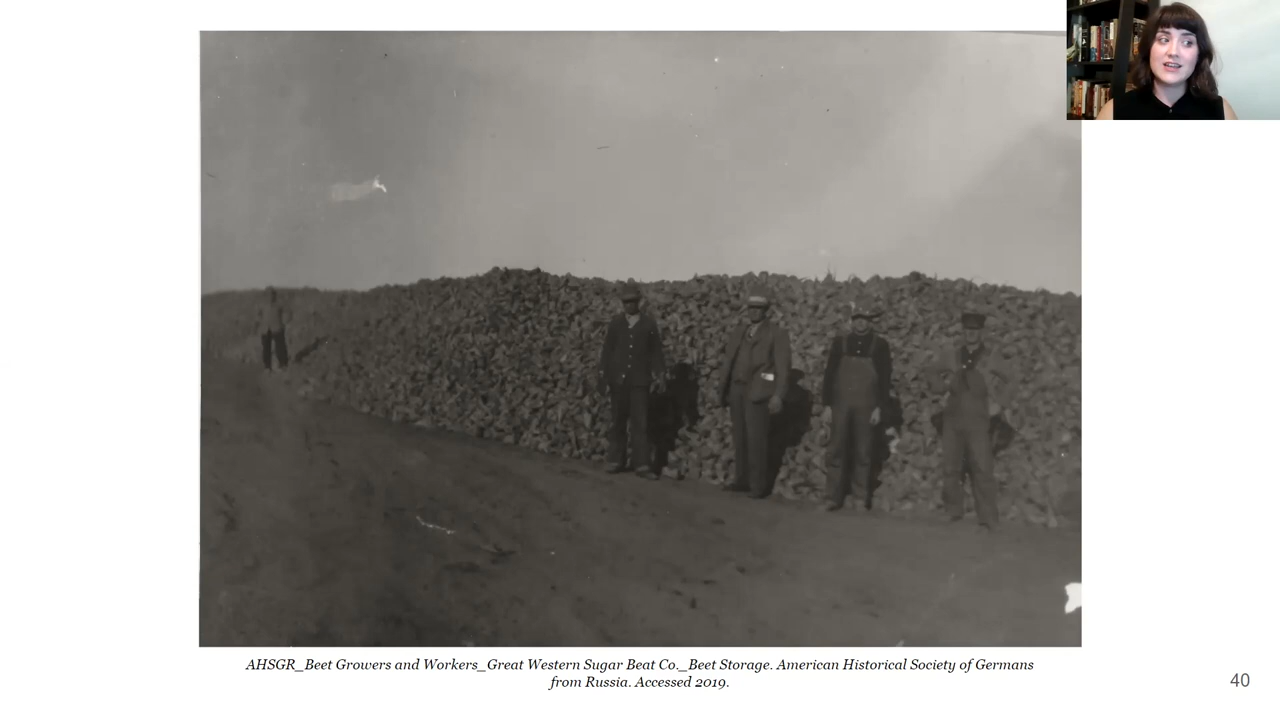 AHSGR_Beet Growers and Workers_Great Western Sugar Beat Co._Beet Storage. American Historical Society of Germans
from Russia. Accessed 2019.
40